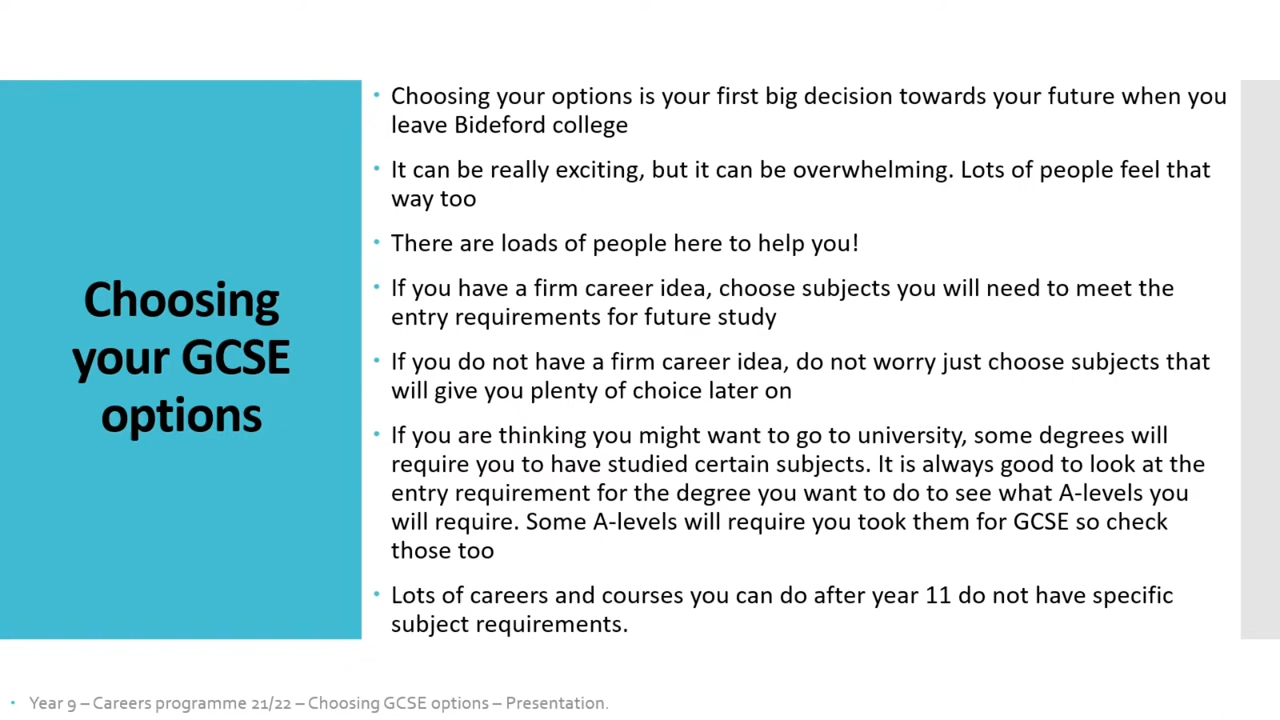 Choosing
your GCSE
options
• Choosing your options is your first big decision towards your future when you
leave Bideford college
• It can be really exciting, but it can be overwhelming. Lots of people feel that
way too
• There are loads of people here to help you!
• If you have a firm career idea, choose subjects you will need to meet the
entry requirements for future study
• If you do not have a firm career idea, do not worry just choose subjects that
will give you plenty of choice later on
• If you are thinking you might want to go to university, some degrees will
require you to have studied certain subjects. It is always good to look at the
entry requirement for the degree you want to do to see what A-levels you
will require. Some A-levels will require you took them for GCSE so check
those too
• Lots of careers and courses you can do after year 11 do not have specific
subject requirements.
• Year 9 – Careers programme 21/22 – Choosing GCSE options – Presentation.